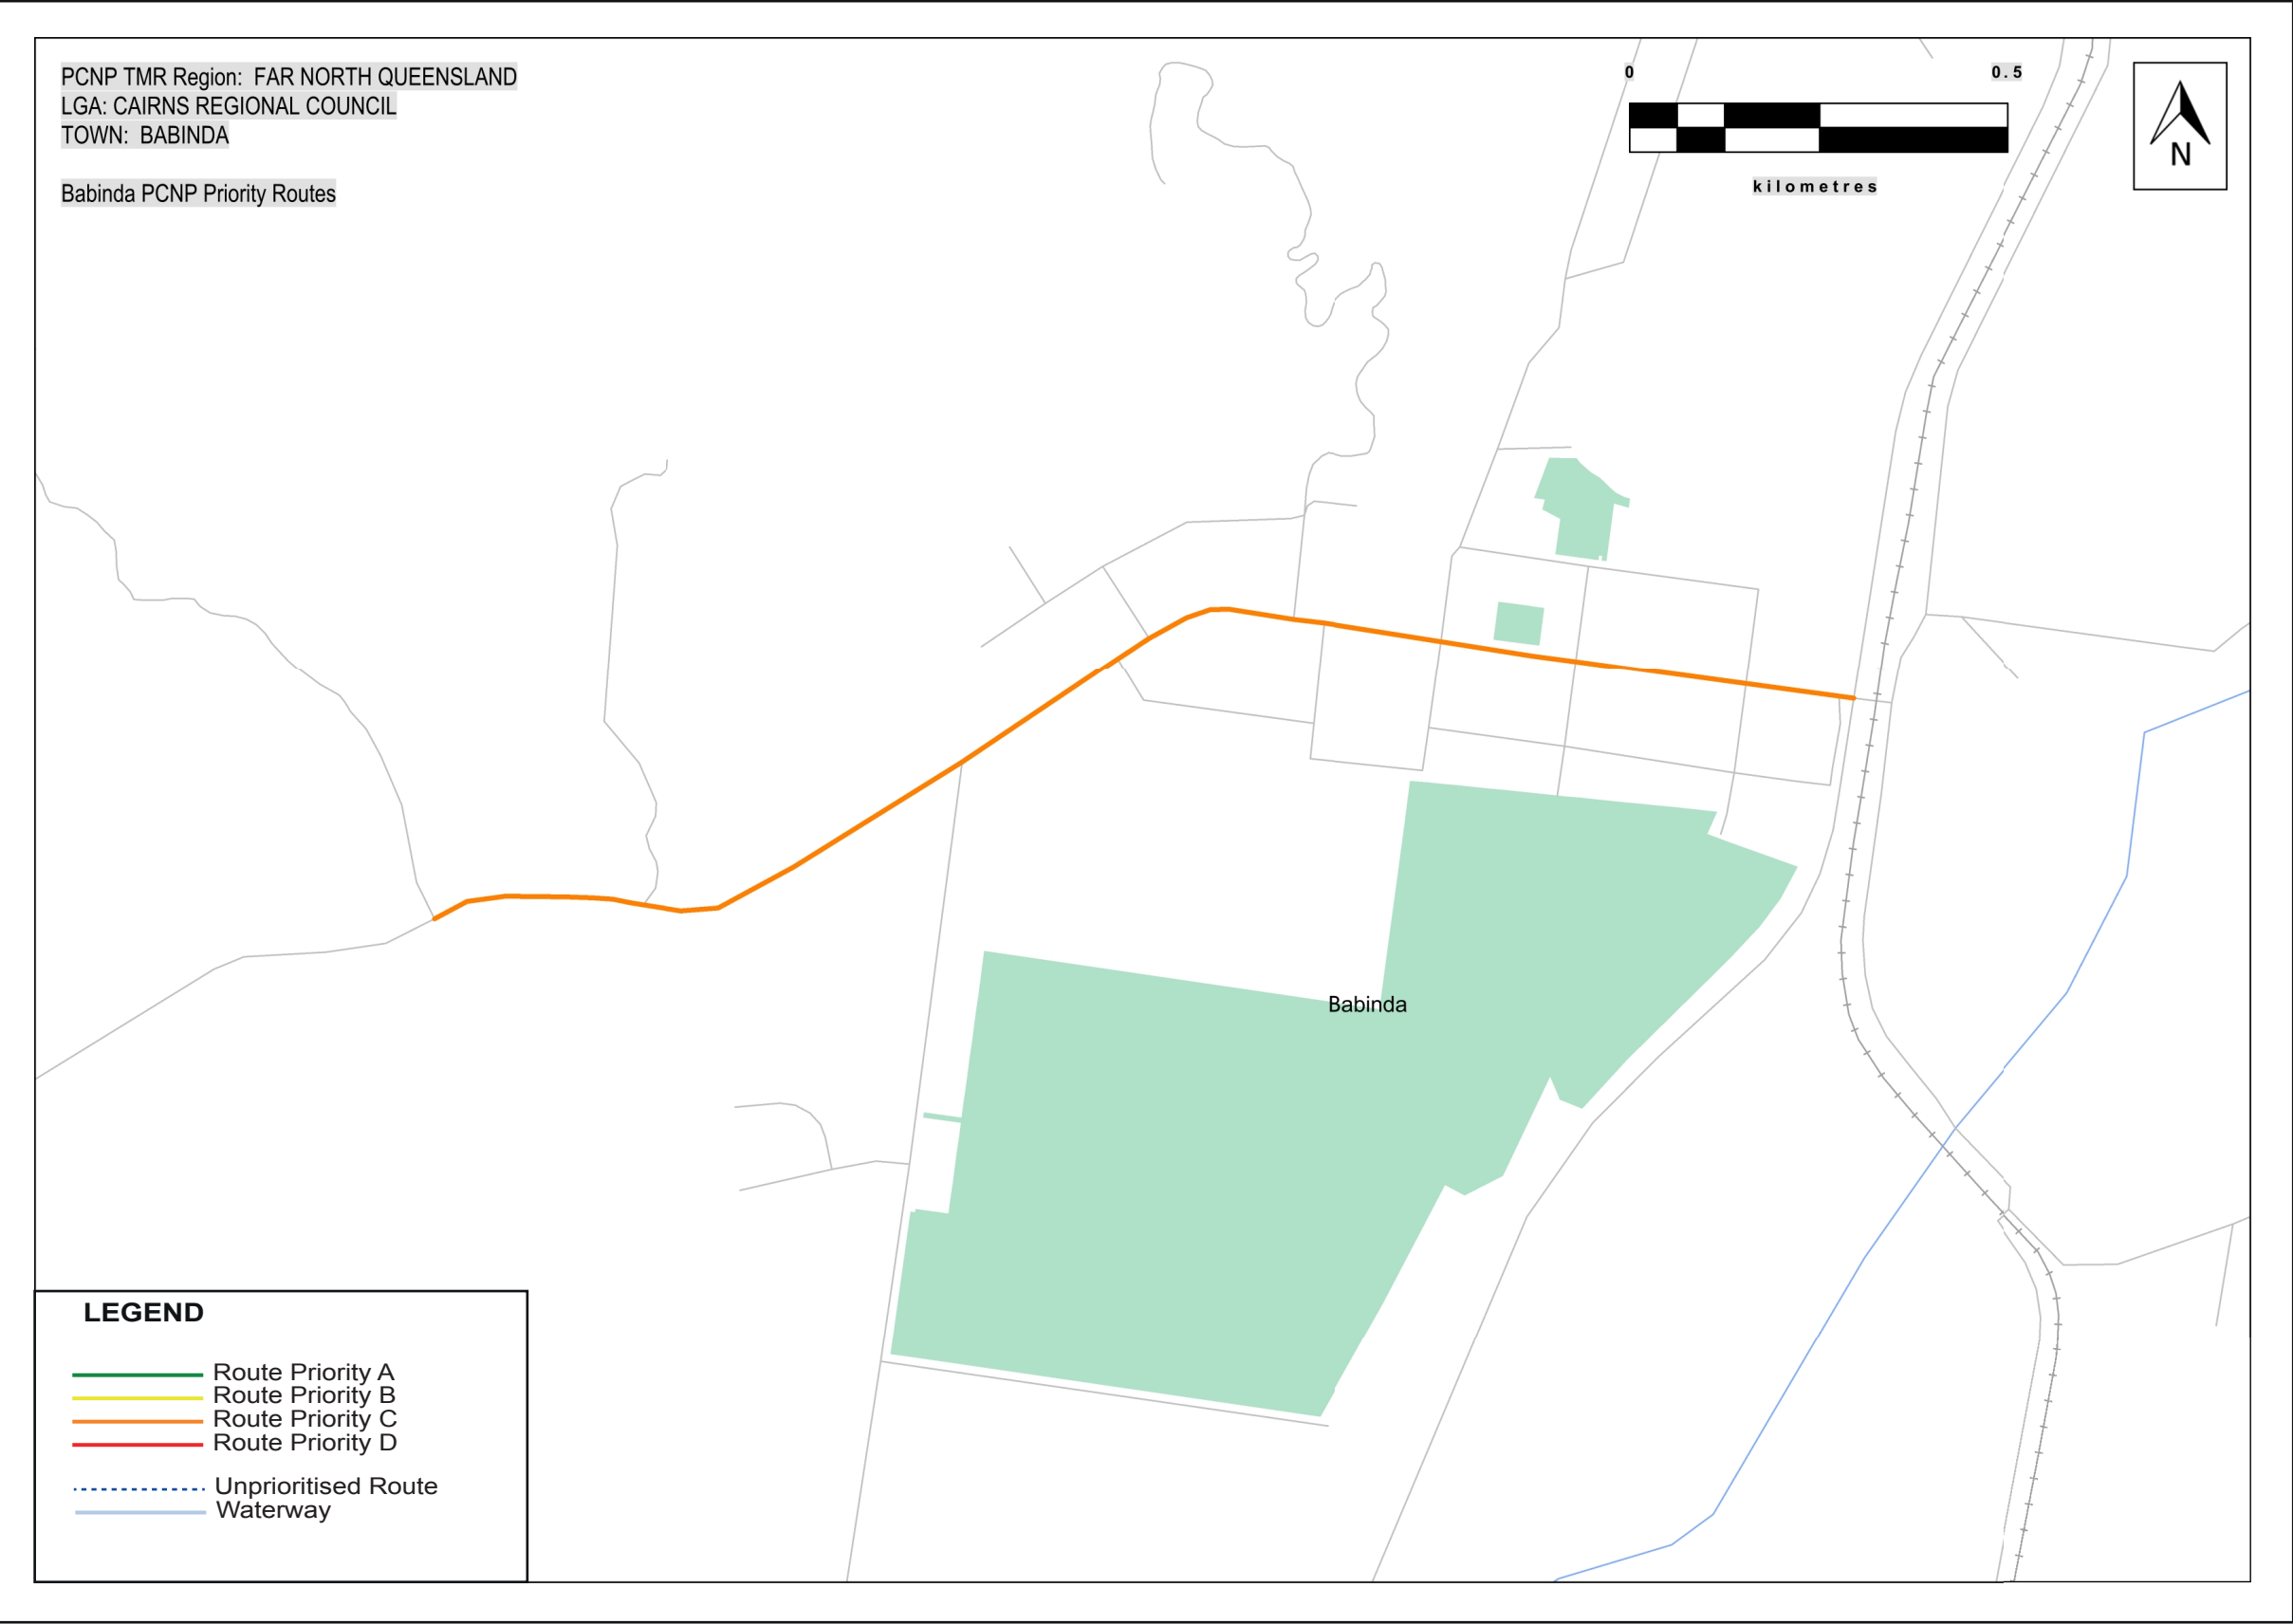 PCNP TMR Region:  FAR NORTH QUEENSLAND
LGA: CAIRNS REGIONAL COUNCIL
TOWN:  BABINDA
Babinda PCNP Priority Routes
0 0.5
kilometres
N
Babinda
LEGEND
Route Priority A
Route Priority B
Route Priority C
Route Priority D
Unprioritised Route
Waterway